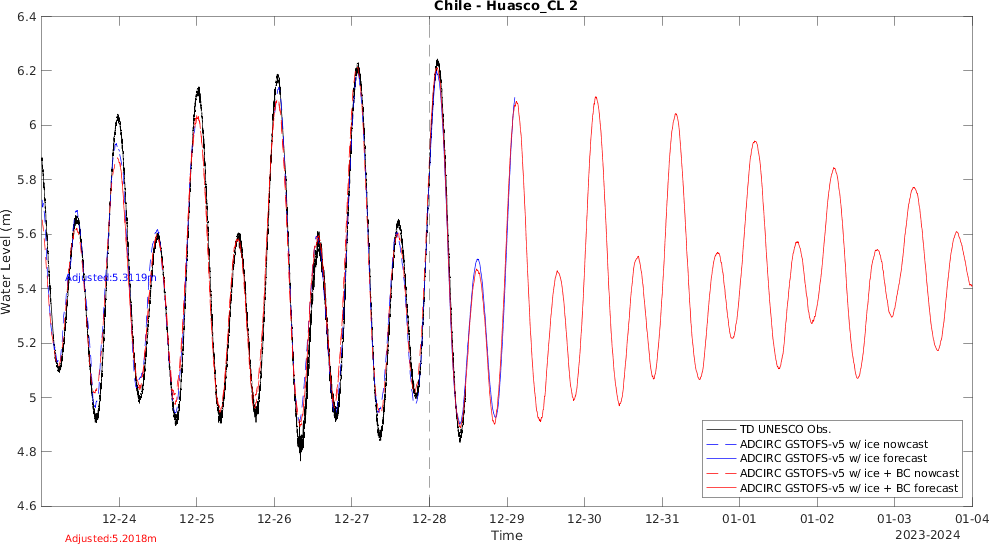 Chile - Huasco_CL 2
6.4
6.2
6
5.8
5.6
5.4
5.2
5
4.8
4.6
Water Level (m)
Adjusted:5.3119m
TD UNESCO Obs.
ADCIRC GSTOFS-v5 w/ ice nowcast
ADCIRC GSTOFS-v5 w/ ice forecast
ADCIRC GSTOFS-v5 w/ ice + BC nowcast
ADCIRC GSTOFS-v5 w/ ice + BC forecast
12-24 12-25 12-26 12-27 12-28 12-29 12-30 12-31 01-01 01-02 01-03 01-04
Time
2023-2024
Adjusted:5.2018m